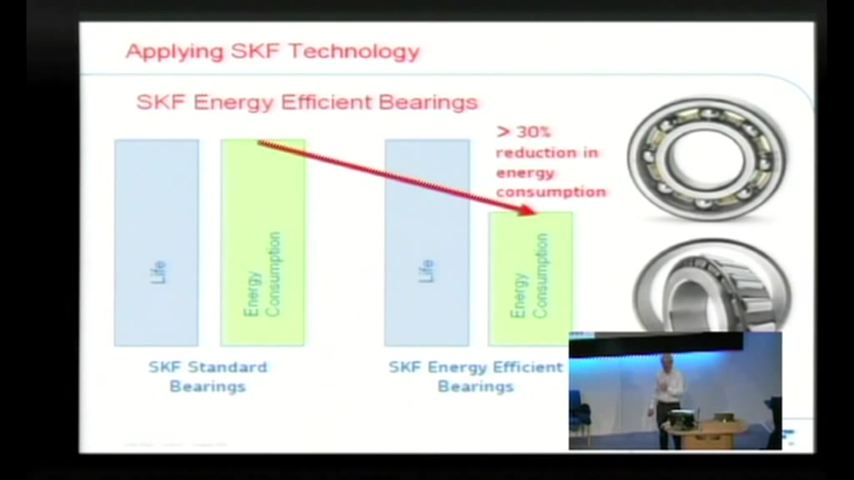 Applying SKF Technology
SKF Energy Efficient Bearings
> 30%
reduction in
energy
consumption
Life
Energy
Consumption
Life
Energy
Consumption
SKF Standard
Bearings
SKF Energy Efficient
Bearings